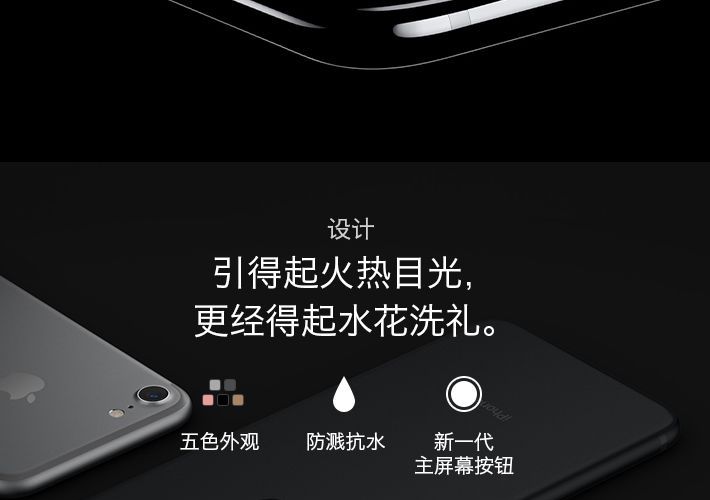 设计
引得起火热目光，
更经得起水花洗礼。
五色外观
防溅抗水
新一代
主屏幕按钮
iPhone